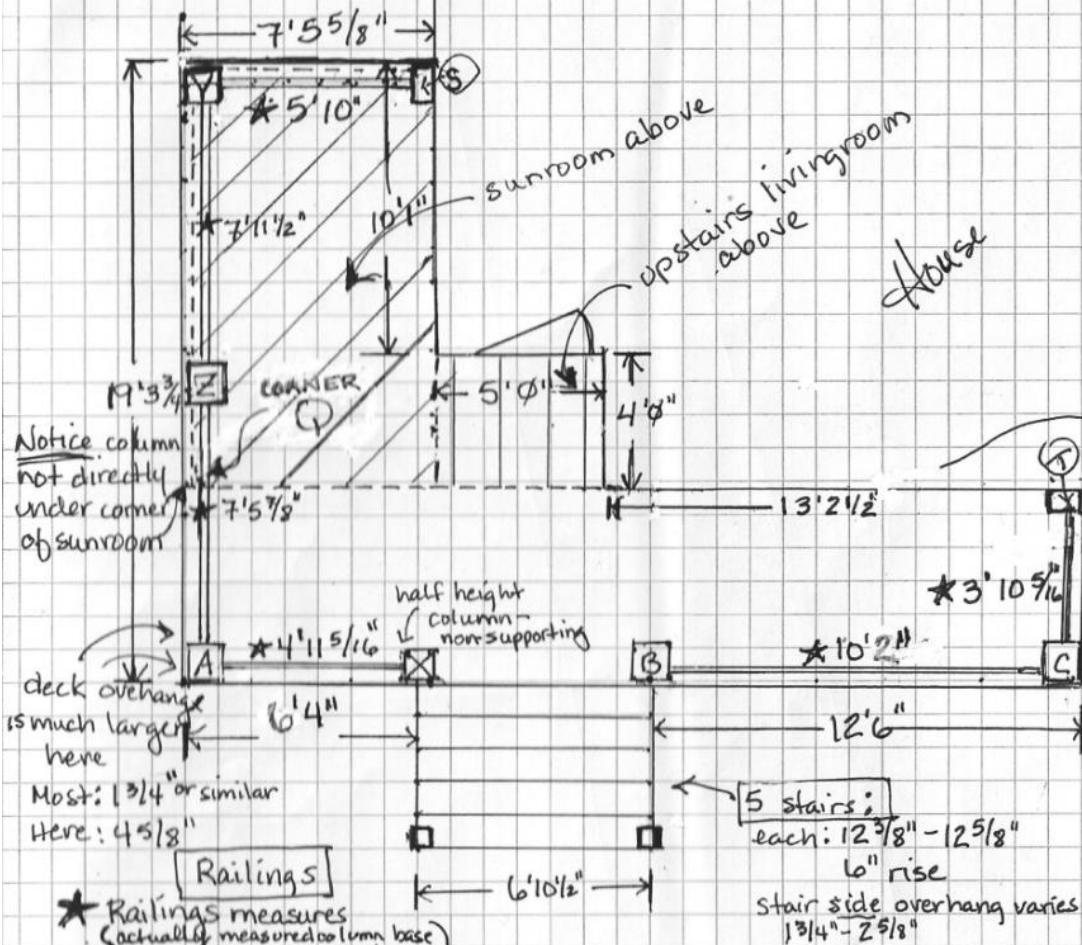 7'5 5/8"
Y
S
★ 5'10"
sunroom above
upstairs livingroom
above
House
★ 7'11 1/2"
10'1"
Z
CORNER
Q
19'3 3/4
5'Ø"
4'Ø"
Notice column
not directly
under corner
of sunroom
★ 7'5 7/8"
13'2 1/2"
T
★ 3'10 5/16"
half height
column-
nonsupporting
A
★ 4'11 5/16"
B
★ 10'2"
C
deck overhange
is much larger
here
6'4"
12'6"
Most: 1 3/4" or similar
Here: 4 5/8"
5 stairs:
each: 12 3/8" - 12 5/8"
6" rise
Stair side overhang varies
1 3/4" - 2 5/8"
Railings
6'10 1/2"
★ Railings measures
(actually measured column base)